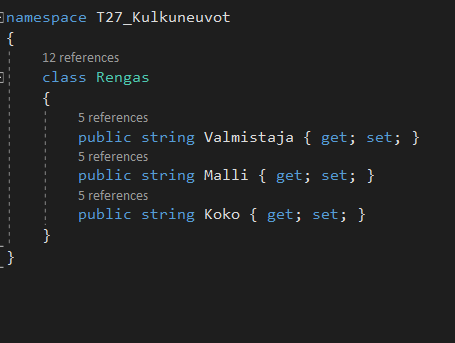 namespace T27_Kulkuneuvot
{
12 references
class Rengas
{
5 references
public string Valmistaja { get; set; }
5 references
public string Malli { get; set; }
5 references
public string Koko { get; set; }
}
}